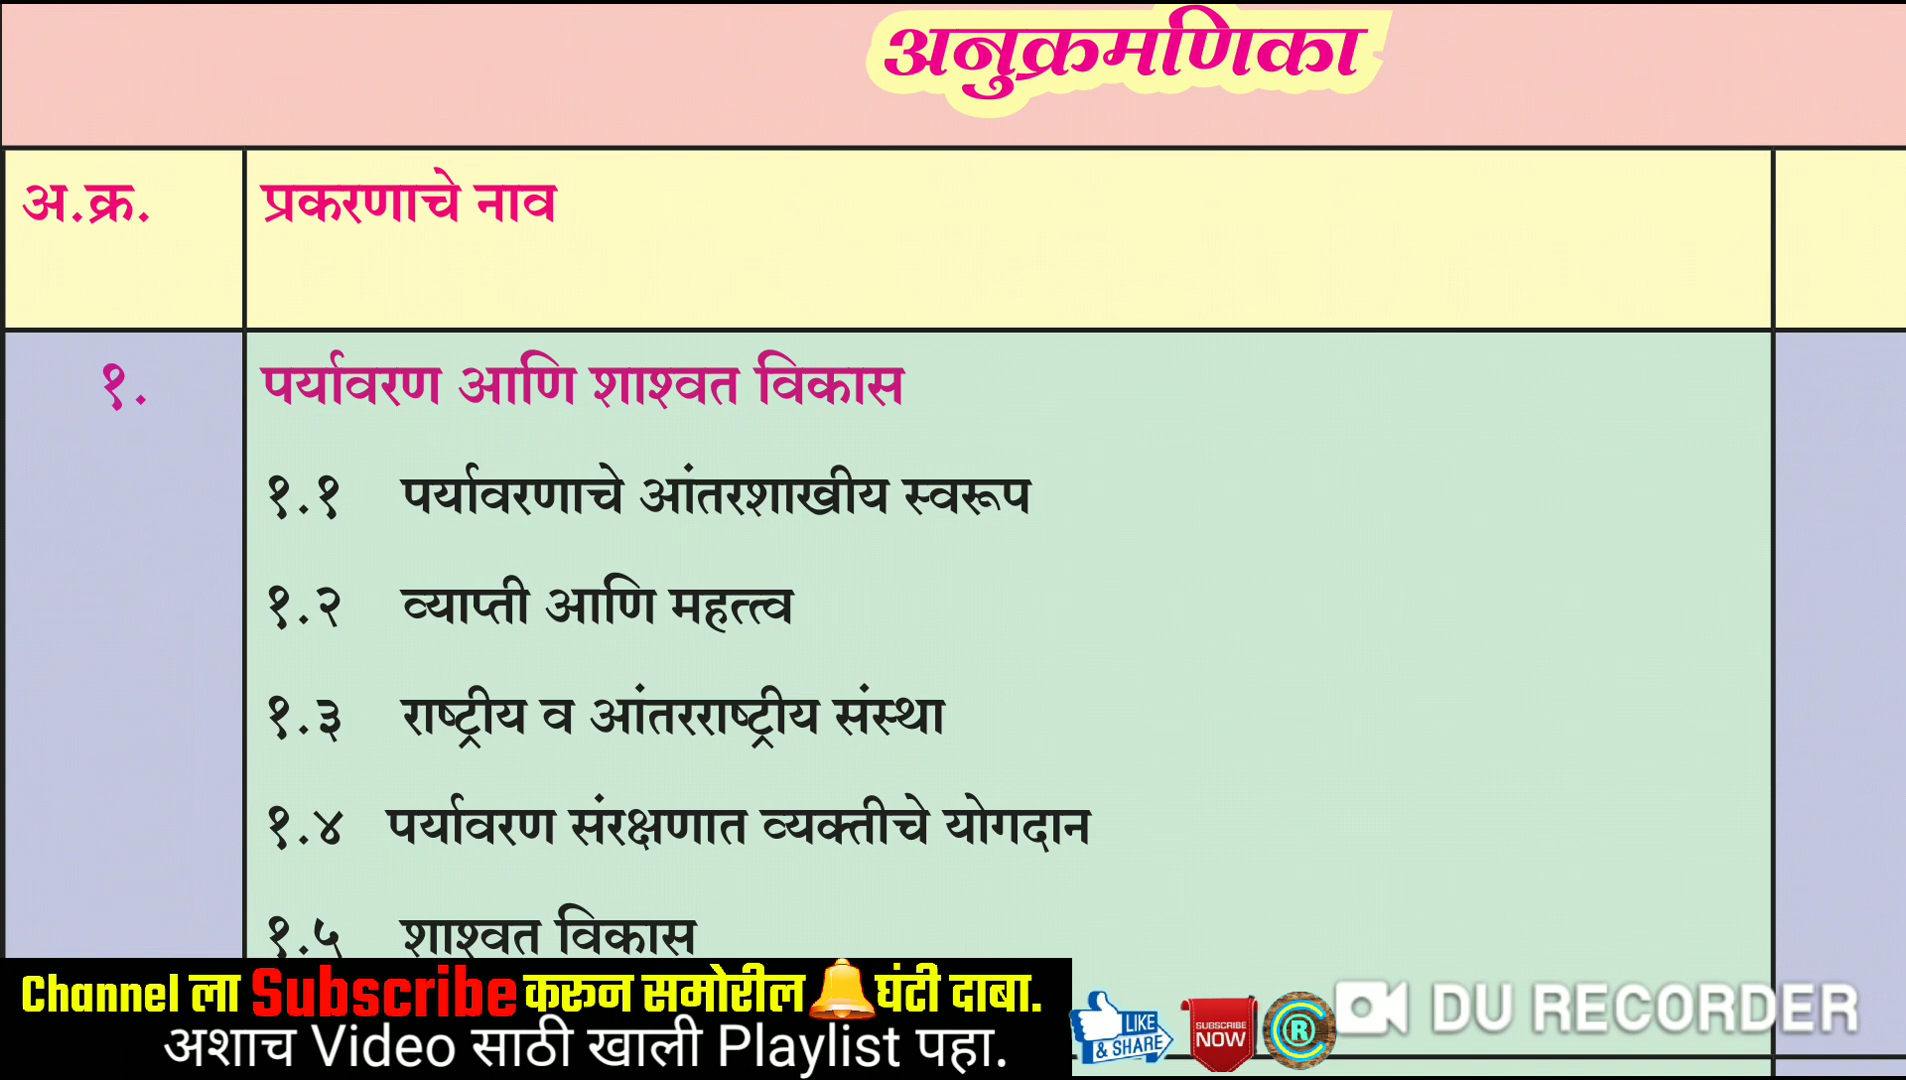 अनुक्रमणिका
अ.क्र. प्रकरणाचे नाव
१. पर्यावरण आणि शाश्वत विकास
१.१ पर्यावरणाचे आंतरशाखीय स्वरूप
१.२ व्याप्ती आणि महत्त्व
१.३ राष्ट्रीय व आंतरराष्ट्रीय संस्था
१.४ पर्यावरण संरक्षणात व्यक्तीचे योगदान
१.५ शाश्वत विकास
Channel ला Subscribe करून समोरील 🔔 घंटी दाबा.
अशाच Video साठी खाली Playlist पहा.
LIKE
& SHARE
SUBSCRIBE
NOW
®
DU RECORDER